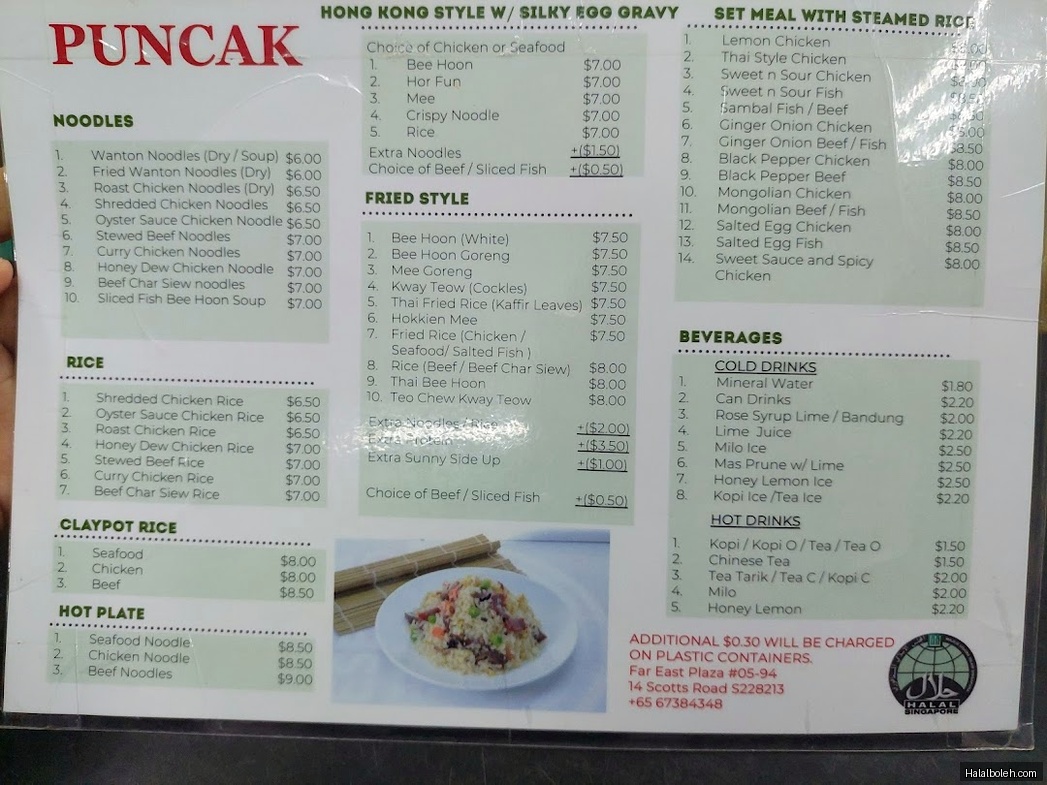 PUNCAK
NOODLES
1. Wanton Noodles (Dry / Soup) $6.00
2. Fried Wanton Noodles (Dry) $6.00
3. Roast Chicken Noodles (Dry) $6.50
4. Shredded Chicken Noodles $6.50
5. Oyster Sauce Chicken Noodle $6.50
6. Stewed Beef Noodles $7.00
7. Curry Chicken Noodles $7.00
8. Honey Dew Chicken Noodle $7.00
9. Beef Char Siew noodles $7.00
10. Sliced Fish Bee Hoon Soup $7.00
RICE
1. Shredded Chicken Rice $6.50
2. Oyster Sauce Chicken Rice $6.50
3. Roast Chicken Rice $6.50
4. Honey Dew Chicken Rice $7.00
5. Stewed Beef Rice $7.00
6. Curry Chicken Rice $7.00
7. Beef Char Siew Rice $7.00
CLAYPOT RICE
1. Seafood $8.00
2. Chicken $8.00
3. Beef $8.50
HOT PLATE
1. Seafood Noodle $8.50
2. Chicken Noodle $8.50
3. Beef Noodles $9.00
HONG KONG STYLE W/ SILKY EGG GRAVY
Choice of Chicken or Seafood
1. Bee Hoon $7.00
2. Hor Fun $7.00
3. Mee $7.00
4. Crispy Noodle $7.00
5. Rice $7.00
Extra Noodles +($1.50)
Choice of Beef / Sliced Fish +($0.50)
FRIED STYLE
1. Bee Hoon (White) $7.50
2. Bee Hoon Goreng $7.50
3. Mee Goreng $7.50
4. Kway Teow (Cockles) $7.50
5. Thai Fried Rice (Kaffir Leaves) $7.50
6. Hokkien Mee $7.50
7. Fried Rice (Chicken / $7.50
Seafood/ Salted Fish )
8. Rice (Beef / Beef Char Siew) $8.00
9. Thai Bee Hoon $8.00
10. Teo Chew Kway Teow $8.00
Extra Noodles / Rice +($2.00)
Extra Protein +($3.50)
Extra Sunny Side Up +($1.00)
Choice of Beef / Sliced Fish +($0.50)
SET MEAL WITH STEAMED RICE
1. Lemon Chicken
2. Thai Style Chicken
3. Sweet n Sour Chicken
4. Sweet n Sour Fish
5. Sambal Fish / Beef
6. Ginger Onion Chicken
7. Ginger Onion Beef / Fish $8.50
8. Black Pepper Chicken $8.00
9. Black Pepper Beef $8.50
10. Mongolian Chicken $8.00
11. Mongolian Beef / Fish $8.50
12. Salted Egg Chicken $8.00
13. Salted Egg Fish $8.50
14. Sweet Sauce and Spicy $8.00
Chicken
BEVERAGES
COLD DRINKS
1. Mineral Water $1.80
2. Can Drinks $2.20
3. Rose Syrup Lime / Bandung $2.00
4. Lime Juice $2.20
5. Milo Ice $2.50
6. Mas Prune w/ Lime $2.50
7. Honey Lemon Ice $2.50
8. Kopi Ice /Tea Ice $2.20
HOT DRINKS
1. Kopi / Kopi O / Tea / Tea O $1.50
2. Chinese Tea $1.50
3. Tea Tarik / Tea C / Kopi C $2.00
4. Milo $2.00
5. Honey Lemon $2.20
ADDITIONAL $0.30 WILL BE CHARGED
ON PLASTIC CONTAINERS.
Far East Plaza #05-94
14 Scotts Road S228213
+65 67384348
حلال
HALAL
SINGAPORE
Halalboleh.com